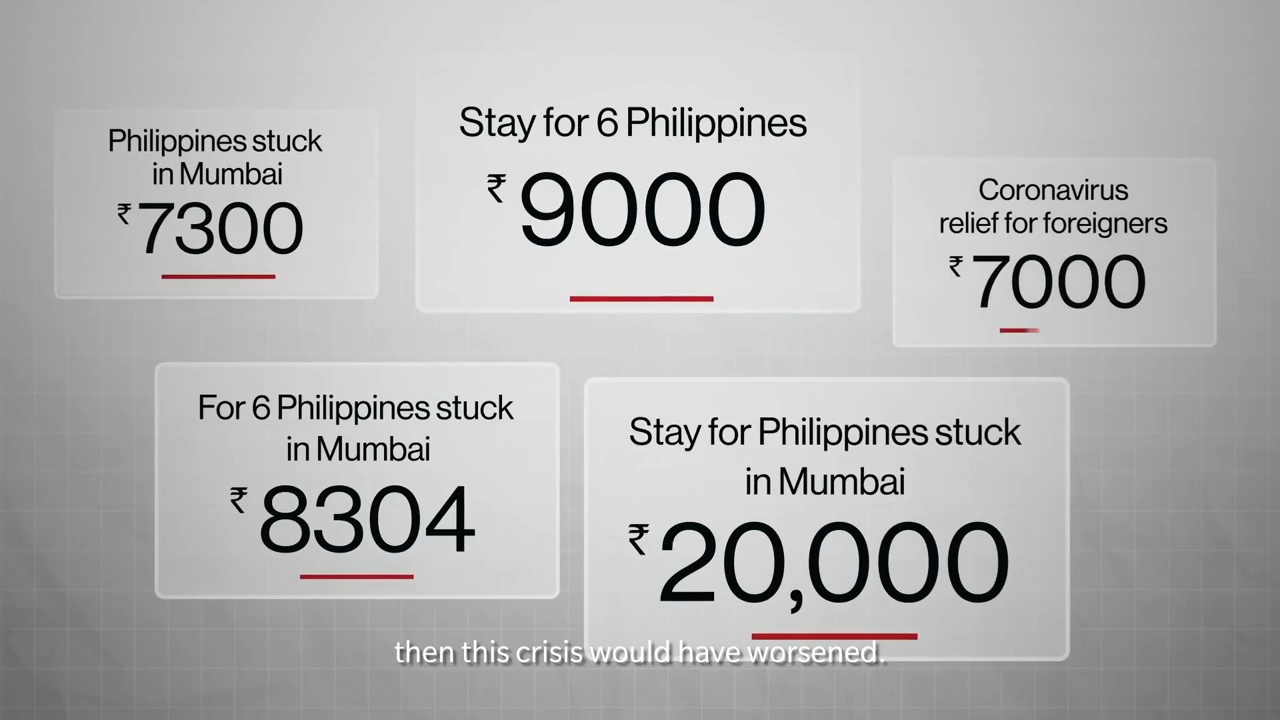 Philippines stuck
in Mumbai
₹7300
Stay for 6 Philippines
₹9000
Coronavirus
relief for foreigners
₹7000
For 6 Philippines stuck
in Mumbai
₹8304
Stay for Philippines stuck
in Mumbai
₹20,000
then this crisis would have worsened.